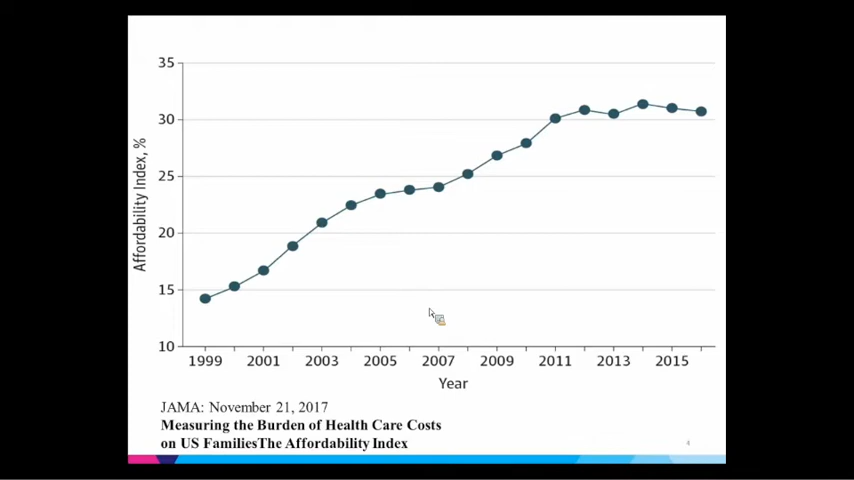 35
30
25
20
15
10
Affordability Index, %
1999 2001 2003 2005 2007 2009 2011 2013 2015
Year
JAMA: November 21, 2017
Measuring the Burden of Health Care Costs
on US FamiliesThe Affordability Index
4